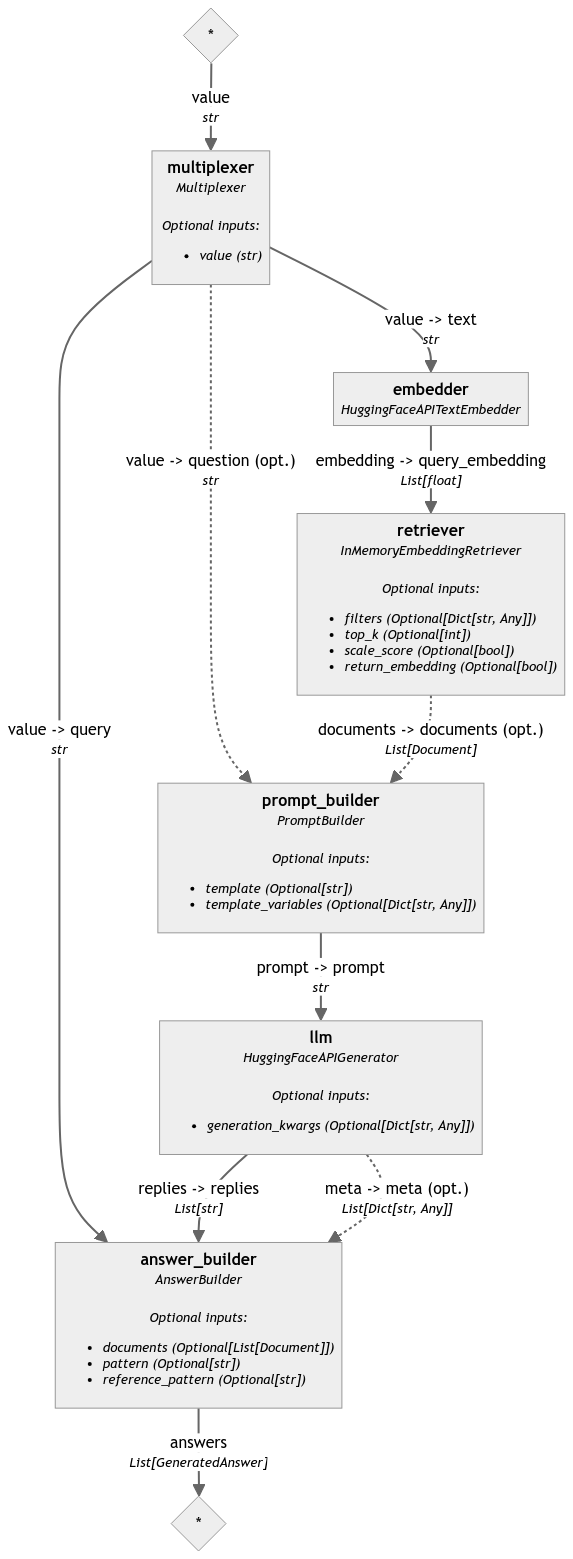 *
value
str
multiplexer
Multiplexer
Optional inputs:
• value (str)
value -> text
str
embedder
HuggingFaceAPITextEmbedder
value -> question (opt.)
str
embedding -> query_embedding
List[float]
retriever
InMemoryEmbeddingRetriever
Optional inputs:
• filters (Optional[Dict[str, Any]])
• top_k (Optional[int])
• scale_score (Optional[bool])
• return_embedding (Optional[bool])
value -> query
str
documents -> documents (opt.)
List[Document]
prompt_builder
PromptBuilder
Optional inputs:
• template (Optional[str])
• template_variables (Optional[Dict[str, Any]])
prompt -> prompt
str
llm
HuggingFaceAPIGenerator
Optional inputs:
• generation_kwargs (Optional[Dict[str, Any]])
replies -> replies
List[str]
meta -> meta (opt.)
List[Dict[str, Any]]
answer_builder
AnswerBuilder
Optional inputs:
• documents (Optional[List[Document]])
• pattern (Optional[str])
• reference_pattern (Optional[str])
answers
List[GeneratedAnswer]
*